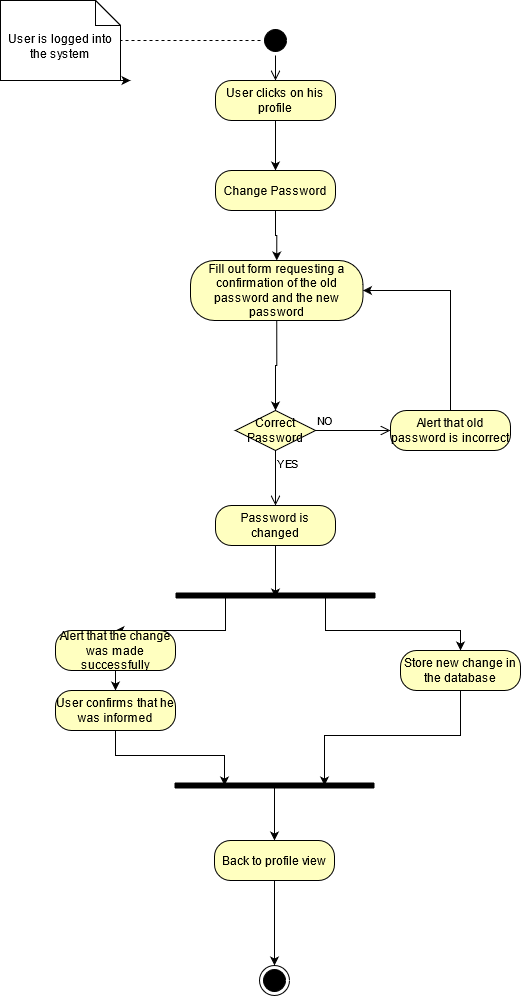 User is logged into
the system
User clicks on his
profile
Change Password
Fill out form requesting a
confirmation of the old
password and the new
password
Correct
Password
NO
Alert that old
password is incorrect
YES
Password is
changed
Alert that the change
was made
successfully
Store new change in
the database
User confirms that he
was informed
Back to profile view